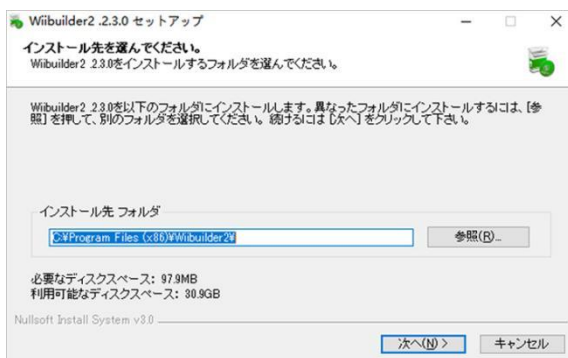 Wiibuilder2 .2.3.0 セットアップ
インストール先を選んでください。
Wiibuilder2 .2.3.0をインストールするフォルダを選んでください。
Wiibuilder2 .2.3.0を以下のフォルダにインストールします。異なったフォルダにインストールするには、[参
照] を押して、別のフォルダを選択してください。 続けるには [次へ] をクリックして下さい。
インストール先 フォルダ
C:¥Program Files (x86)¥Wiibuilder2¥
参照(R)...
必要なディスクスペース: 97.9MB
利用可能なディスクスペース: 30.9GB
Nullsoft Install System v3.0
次へ(N) >
キャンセル